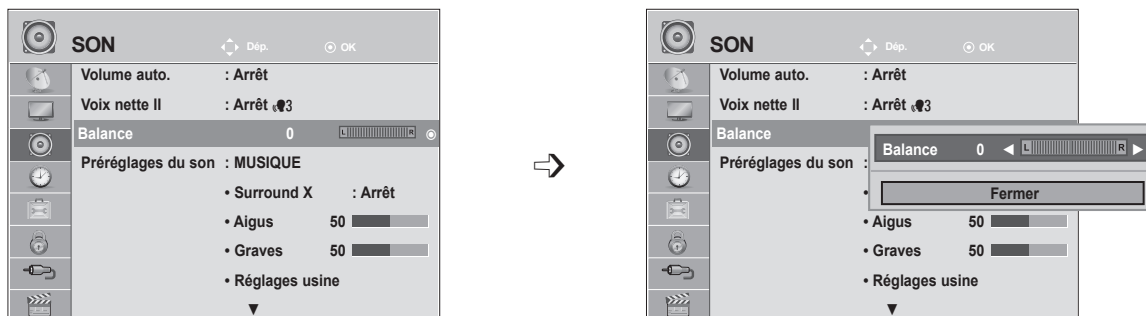 SON Dép. OK
Volume auto. : Arrêt
Voix nette II : Arrêt 3
Balance 0 L R
Préréglages du son : MUSIQUE
• Surround X : Arrêt
• Aigus 50
• Graves 50
• Réglages usine
▼
SON Dép. OK
Volume auto. : Arrêt
Voix nette II : Arrêt 3
Balance
Balance 0 ◄ L R ►
Préréglages du son :
Fermer
•
• Aigus 50
• Graves 50
• Réglages usine
▼